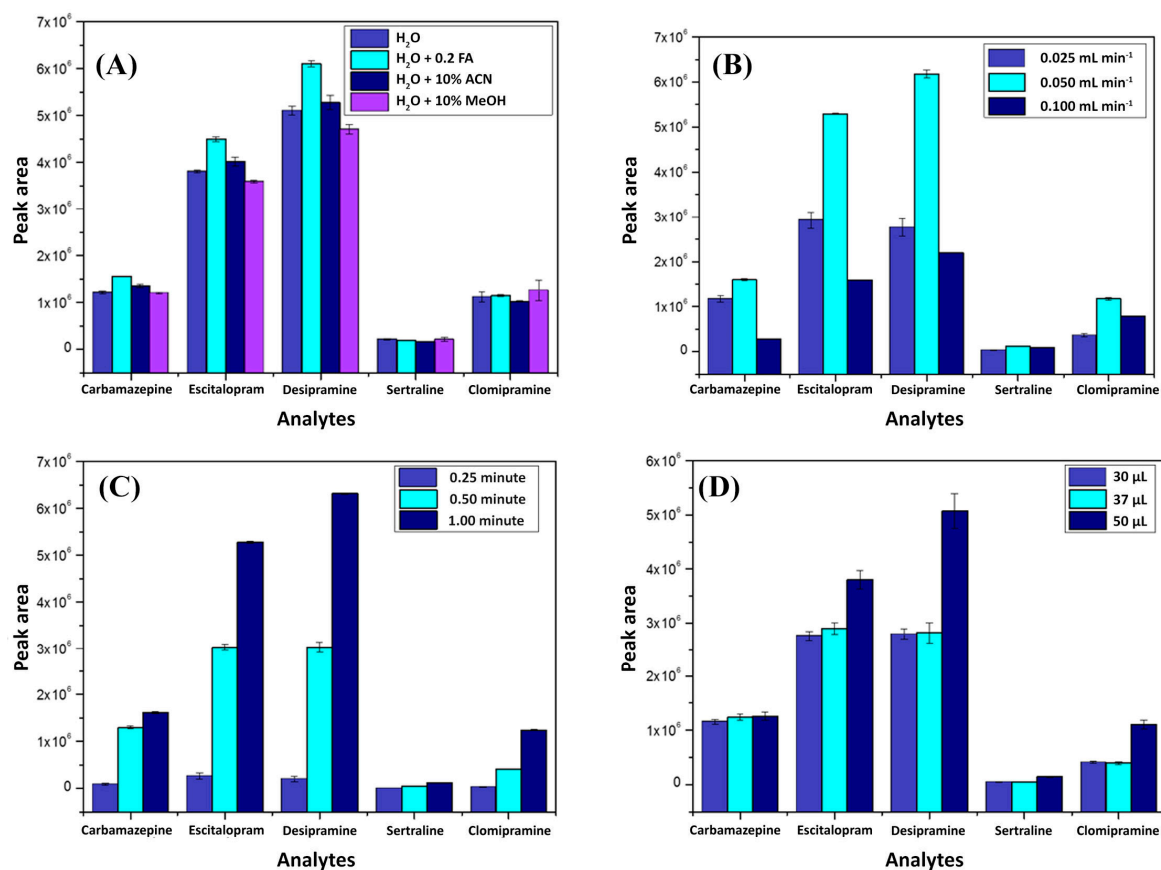 (A)
H₂O
H₂O + 0.2 FA
H₂O + 10% ACN
H₂O + 10% MeOH
7x10⁶
6x10⁶
5x10⁶
4x10⁶
3x10⁶
2x10⁶
1x10⁶
0
Peak area
Carbamazepine Escitalopram Desipramine Sertraline Clomipramine
Analytes
(B)
0.025 mL min⁻¹
0.050 mL min⁻¹
0.100 mL min⁻¹
7x10⁶
6x10⁶
5x10⁶
4x10⁶
3x10⁶
2x10⁶
1x10⁶
0
Peak area
Carbamazepine Escitalopram Desipramine Sertraline Clomipramine
Analytes
(C)
0.25 minute
0.50 minute
1.00 minute
7x10⁶
6x10⁶
5x10⁶
4x10⁶
3x10⁶
2x10⁶
1x10⁶
0
Peak area
Carbamazepine Escitalopram Desipramine Sertraline Clomipramine
Analytes
(D)
30 µL
37 µL
50 µL
6x10⁶
5x10⁶
4x10⁶
3x10⁶
2x10⁶
1x10⁶
0
Peak area
Carbamazepine Escitalopram Desipramine Sertraline Clomipramine
Analytes